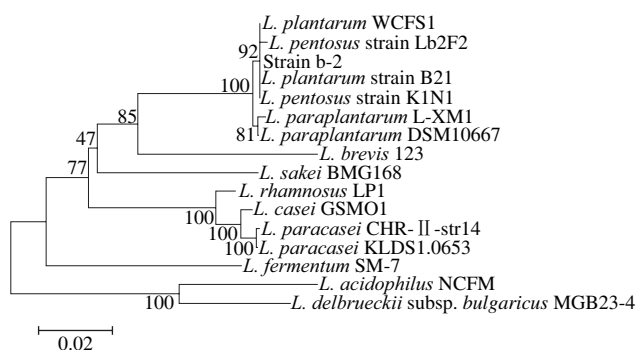 L. plantarum WCFS1
L. pentosus strain Lb2F2
92
Strain b-2
L. plantarum strain B21
100
L. pentosus strain K1N1
85
L. paraplantarum L-XM1
81
L. paraplantarum DSM10667
47
L. brevis 123
77
L. sakei BMG168
L. rhamnosus LP1
100
L. casei GSMO1
100
L. paracasei CHR-Ⅱ-str14
100
L. paracasei KLDS1.0653
L. fermentum SM-7
L. acidophilus NCFM
100
L. delbrueckii subsp. bulgaricus MGB23-4
0.02